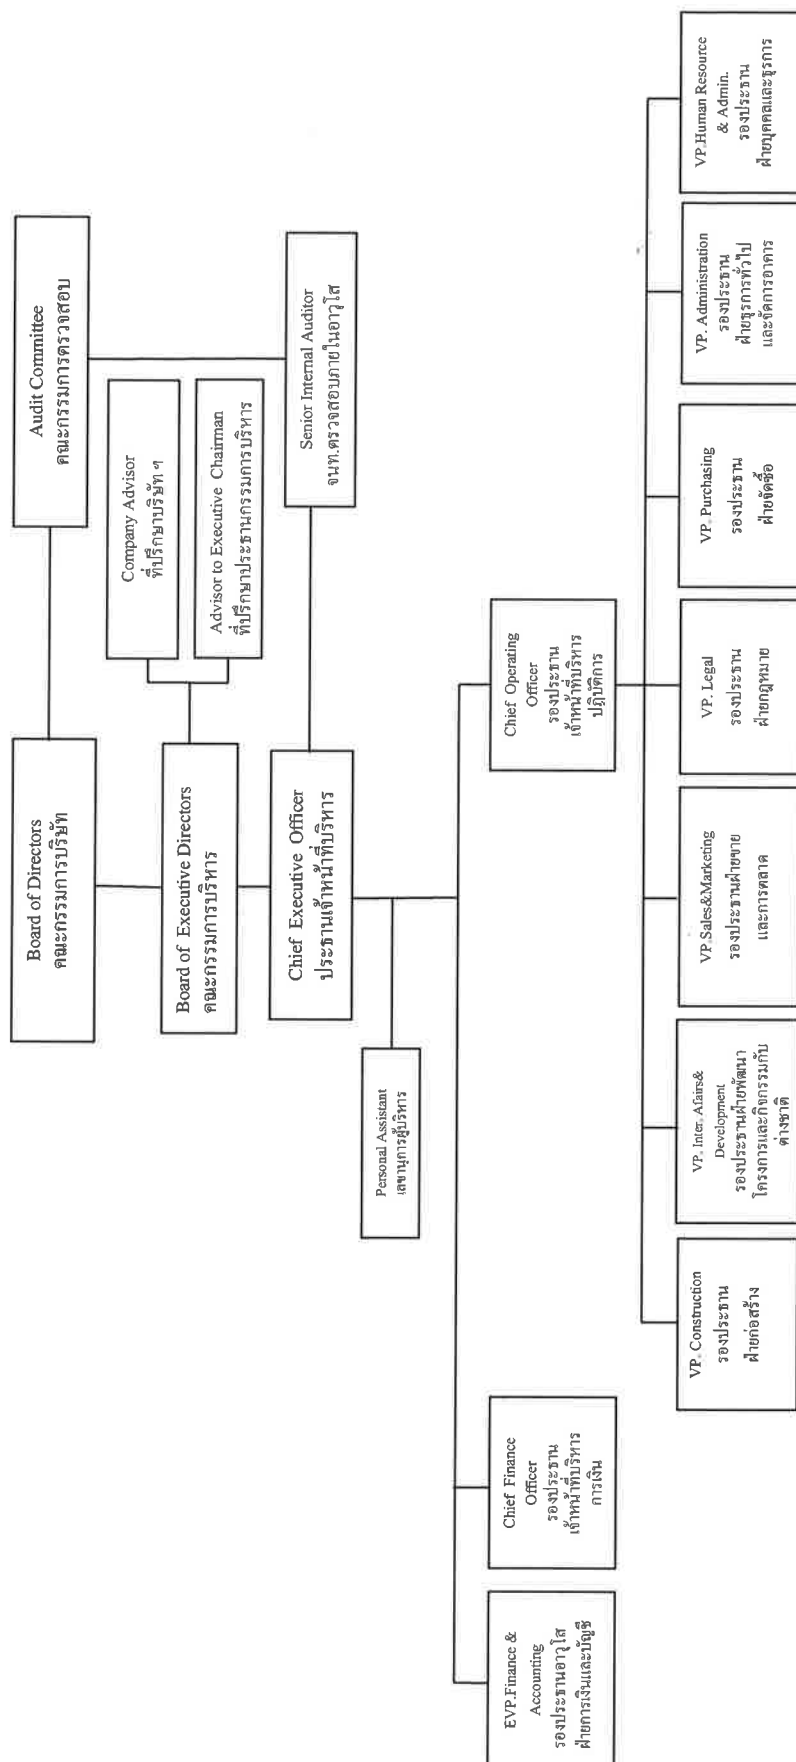 Board of Directors
คณะกรรมการบริษัท
Audit Committee
คณะกรรมการตรวจสอบ
Company Advisor
ที่ปรึกษาบริษัท ฯ
Board of Executive Directors
คณะกรรมการบริหาร
Advisor to Executive Chairman
ที่ปรึกษาประธานกรรมการบริหาร
Chief Executive Officer
ประธานเจ้าหน้าที่บริหาร
Senior Internal Auditor
จนท.ตรวจสอบภายในอาวุโส
Personal Assistant
เลขานุการผู้บริหาร
EVP.Finance &
Accounting
รองประธานอาวุโส
ฝ่ายการเงินและบัญชี
Chief Finance
Officer
รองประธาน
เจ้าหน้าที่บริหาร
การเงิน
Chief Operating
Officer
รองประธาน
เจ้าหน้าที่บริหาร
ปฏิบัติการ
VP. Construction
รองประธาน
ฝ่ายก่อสร้าง
VP. Inter. Afairs&
Development
รองประธานฝ่ายพัฒนา
โครงการและกิจกรรมกับ
ต่างชาติ
VP.Sales&Marketing
รองประธานฝ่ายขาย
และการตลาด
VP. Legal
รองประธาน
ฝ่ายกฎหมาย
VP. Purchasing
รองประธาน
ฝ่ายจัดซื้อ
VP. Administration
รองประธาน
ฝ่ายธุรการทั่วไป
และจัดการอาคาร
VP.Human Resource
& Admin.
รองประธาน
ฝ่ายบุคคลและธุรการ